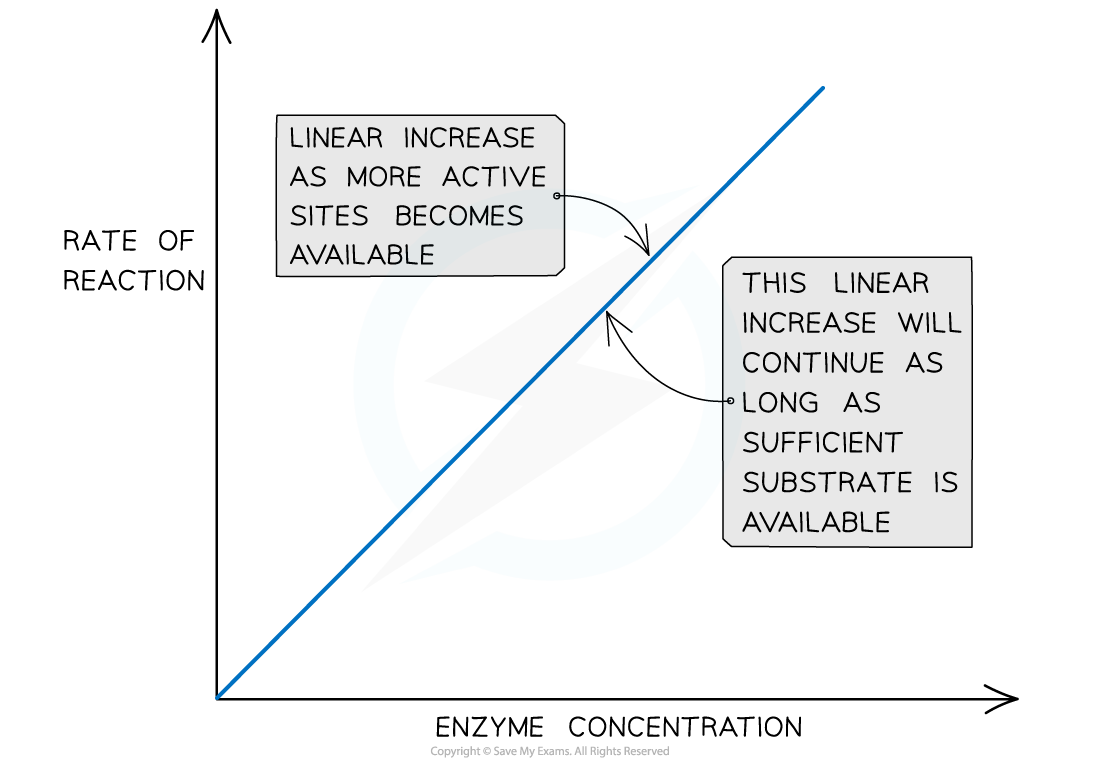 LINEAR INCREASE
AS MORE ACTIVE
SITES BECOMES
AVAILABLE
RATE OF
REACTION
THIS LINEAR
INCREASE WILL
CONTINUE AS
LONG AS
SUFFICIENT
SUBSTRATE IS
AVAILABLE
ENZYME CONCENTRATION
Copyright © Save My Exams. All Rights Reserved